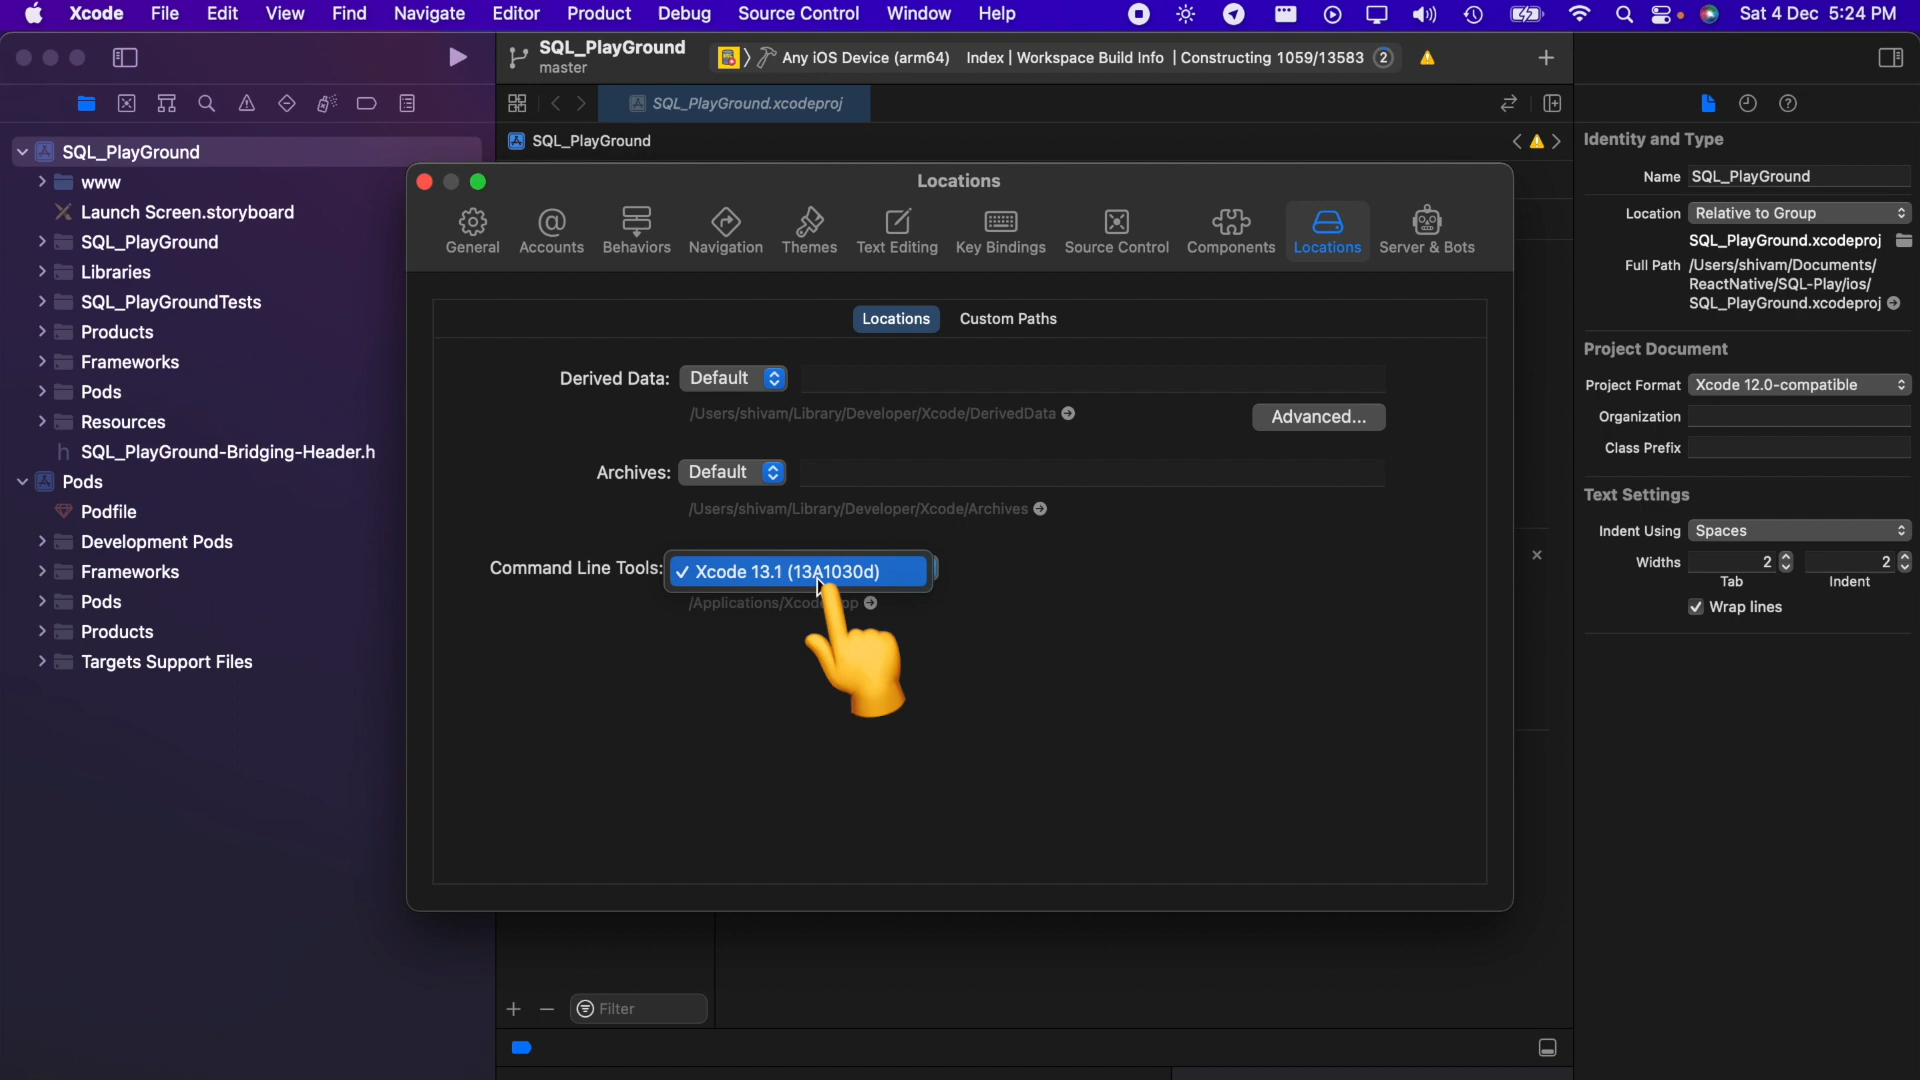 Xcode File Edit View Find Navigate Editor Product Debug Source Control Window Help Sat 4 Dec 5:24 PM
SQL_PlayGround
master
Any iOS Device (arm64) Index | Workspace Build Info | Constructing 1059/13583 2
SQL_PlayGround.xcodeproj
SQL_PlayGround
SQL_PlayGround
www
Launch Screen.storyboard
SQL_PlayGround
Libraries
SQL_PlayGroundTests
Products
Frameworks
Pods
Resources
h SQL_PlayGround-Bridging-Header.h
Pods
Podfile
Development Pods
Frameworks
Pods
Products
Targets Support Files
Locations
General Accounts Behaviors Navigation Themes Text Editing Key Bindings Source Control Components Locations Server & Bots
Locations Custom Paths
Derived Data: Default
/Users/shivam/Library/Developer/Xcode/DerivedData
Advanced...
Archives: Default
/Users/shivam/Library/Developer/Xcode/Archives
Command Line Tools: ✓ Xcode 13.1 (13A1030d)
Filter
Identity and Type
Name SQL_PlayGround
Location Relative to Group
SQL_PlayGround.xcodeproj
Full Path /Users/shivam/Documents/
ReactNative/SQL-Play/ios/
SQL_PlayGround.xcodeproj
Project Document
Project Format Xcode 12.0-compatible
Organization
Class Prefix
Text Settings
Indent Using Spaces
Widths 2 2
Tab Indent
Wrap lines